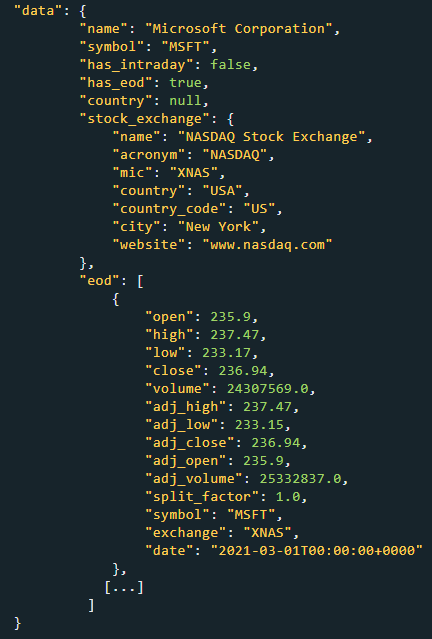 "data": {
"name": "Microsoft Corporation",
"symbol": "MSFT",
"has_intraday": false,
"has_eod": true,
"country": null,
"stock_exchange": {
"name": "NASDAQ Stock Exchange",
"acronym": "NASDAQ",
"mic": "XNAS",
"country": "USA",
"country_code": "US",
"city": "New York",
"website": "www.nasdaq.com"
},
"eod": [
{
"open": 235.9,
"high": 237.47,
"low": 233.17,
"close": 236.94,
"volume": 24307569.0,
"adj_high": 237.47,
"adj_low": 233.15,
"adj_close": 236.94,
"adj_open": 235.9,
"adj_volume": 25332837.0,
"split_factor": 1.0,
"symbol": "MSFT",
"exchange": "XNAS",
"date": "2021-03-01T00:00:00+0000"
},
[...]
]
}